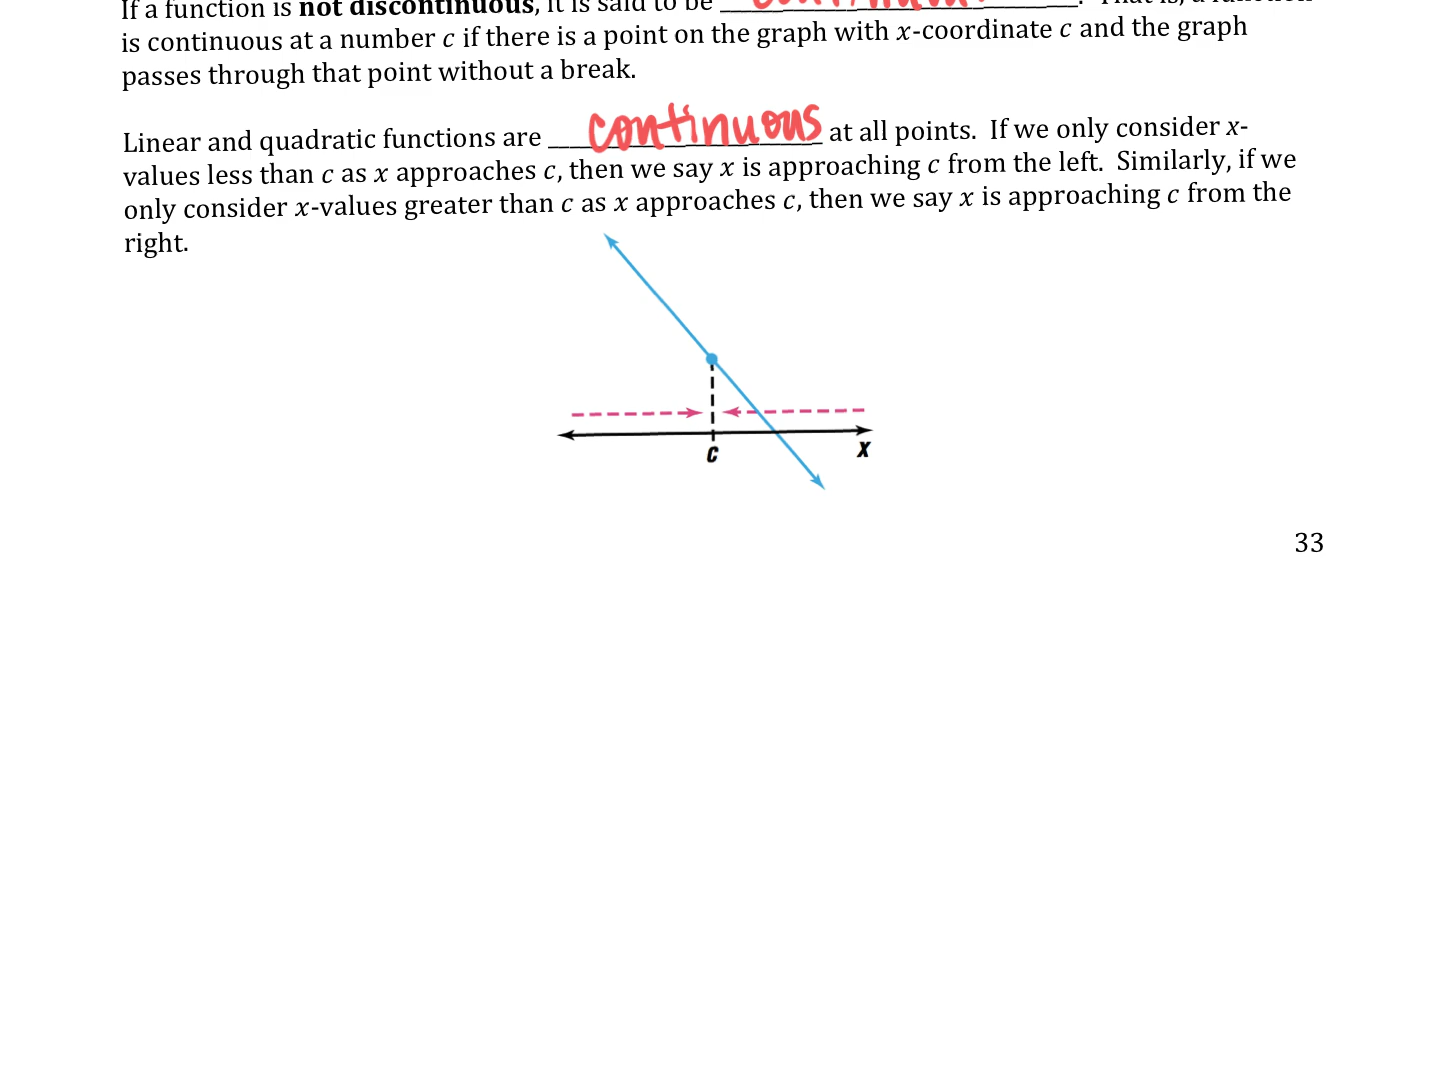 If a function is not discontinuous, it is said to be ____. That is, a function
is continuous at a number c if there is a point on the graph with x-coordinate c and the graph
passes through that point without a break.
Linear and quadratic functions are continuous at all points. If we only consider x-
values less than c as x approaches c, then we say x is approaching c from the left. Similarly, if we
only consider x-values greater than c as x approaches c, then we say x is approaching c from the
right.
c
x
33